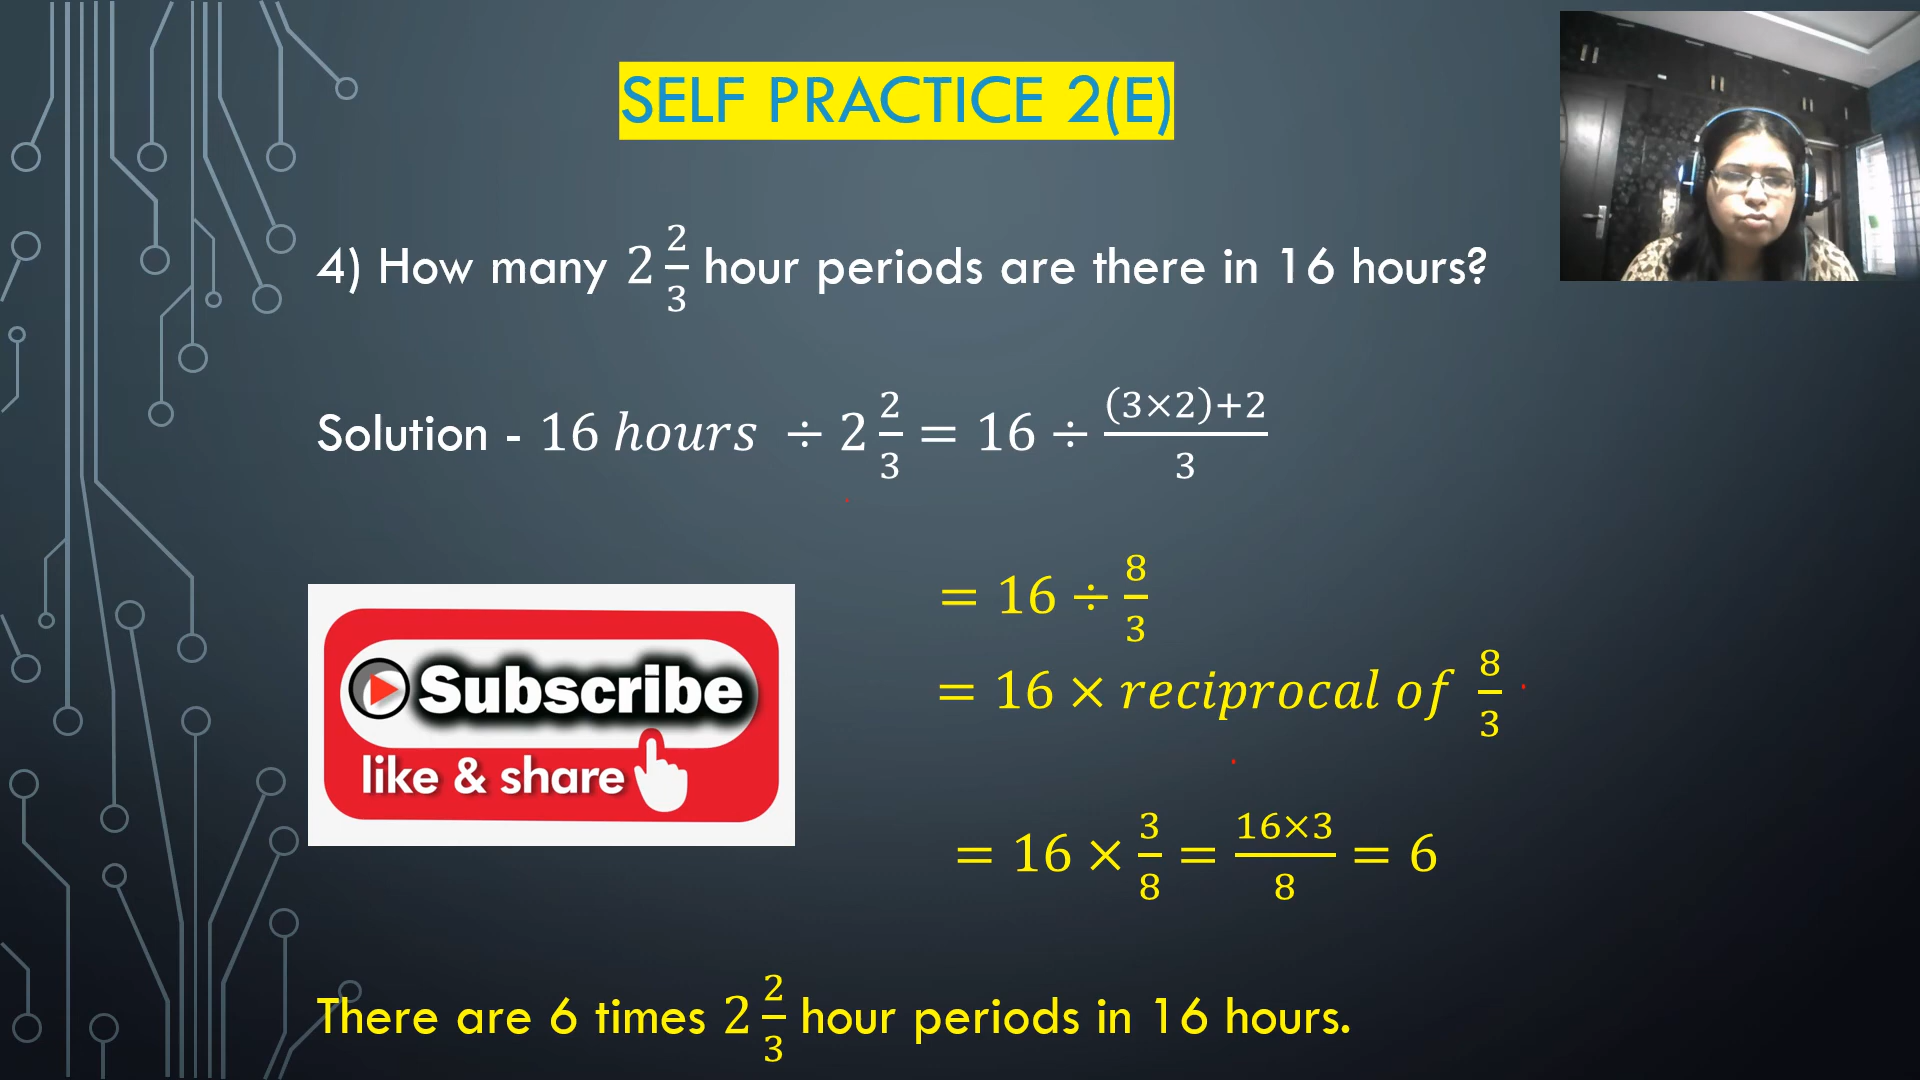 SELF PRACTICE 2(E)
4) How many 2 2/3 hour periods are there in 16 hours?
Solution - 16 hours ÷ 2 2/3 = 16 ÷ (3×2)+2/3
= 16 ÷ 8/3
= 16 × reciprocal of 8/3
Subscribe
like & share
= 16 × 3/8 = 16×3/8 = 6
There are 6 times 2 2/3 hour periods in 16 hours.